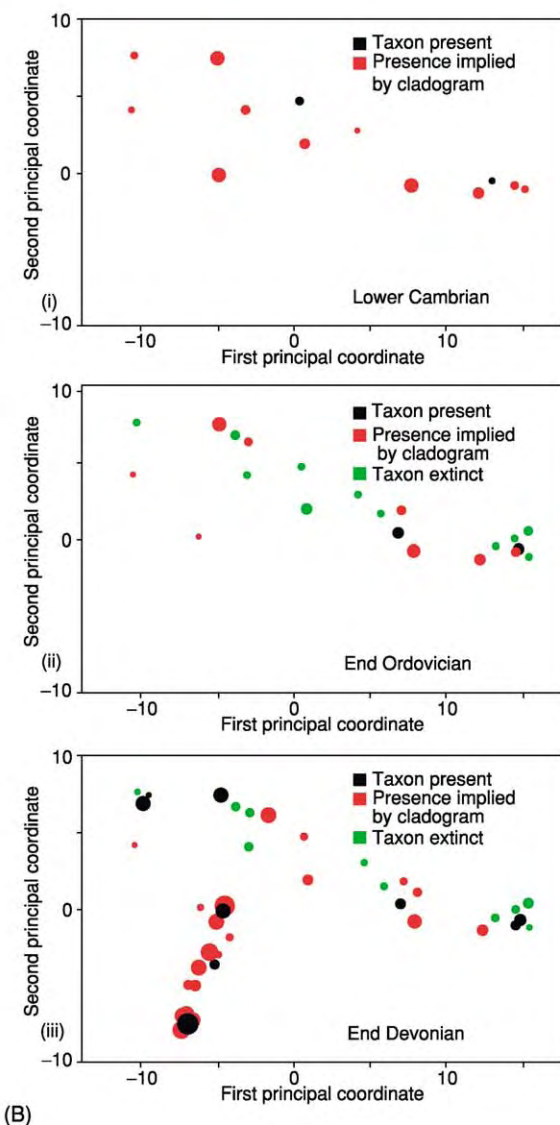 10
Taxon present
Presence implied
by cladogram
Second principal coordinate
0
(i)
Lower Cambrian
−10
−10
0
10
First principal coordinate
10
Taxon present
Presence implied
by cladogram
Taxon extinct
Second principal coordinate
0
(ii)
End Ordovician
−10
−10
0
10
First principal coordinate
10
Taxon present
Presence implied
by cladogram
Taxon extinct
Second principal coordinate
0
(iii)
End Devonian
−10
−10
0
10
First principal coordinate
(B)